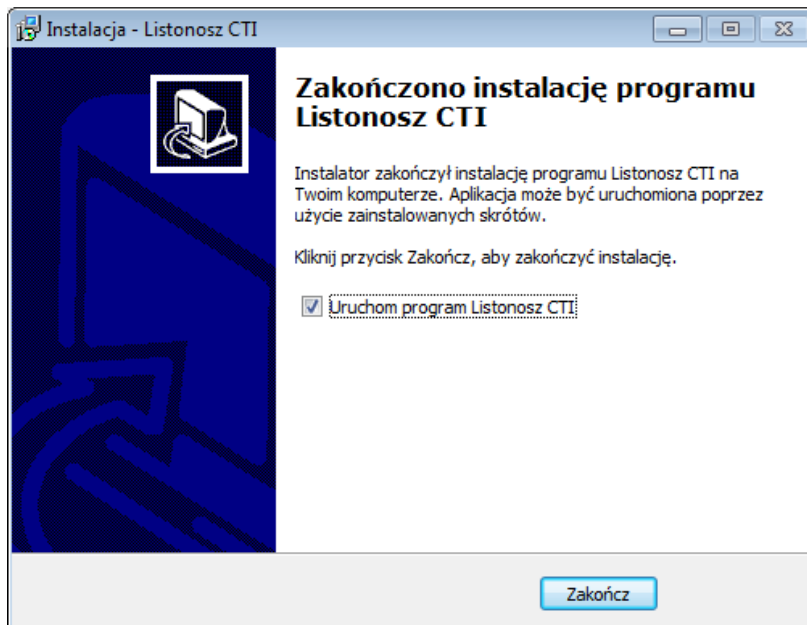 Instalacja - Listonosz CTI
Zakończono instalację programu
Listonosz CTI
Instalator zakończył instalację programu Listonosz CTI na
Twoim komputerze. Aplikacja może być uruchomiona poprzez
użycie zainstalowanych skrótów.
Kliknij przycisk Zakończ, aby zakończyć instalację.
Uruchom program Listonosz CTI
Zakończ